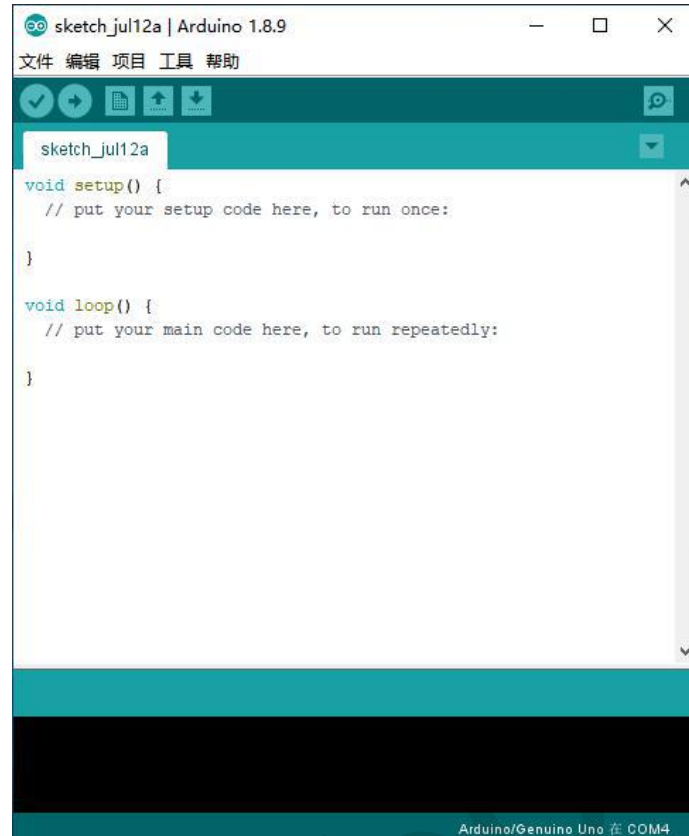 sketch_jul12a | Arduino 1.8.9
文件 编辑 项目 工具 帮助
sketch_jul12a
void setup() {
  // put your setup code here, to run once:
}
void loop() {
  // put your main code here, to run repeatedly:
}
Arduino/Genuino Uno 在 COM4